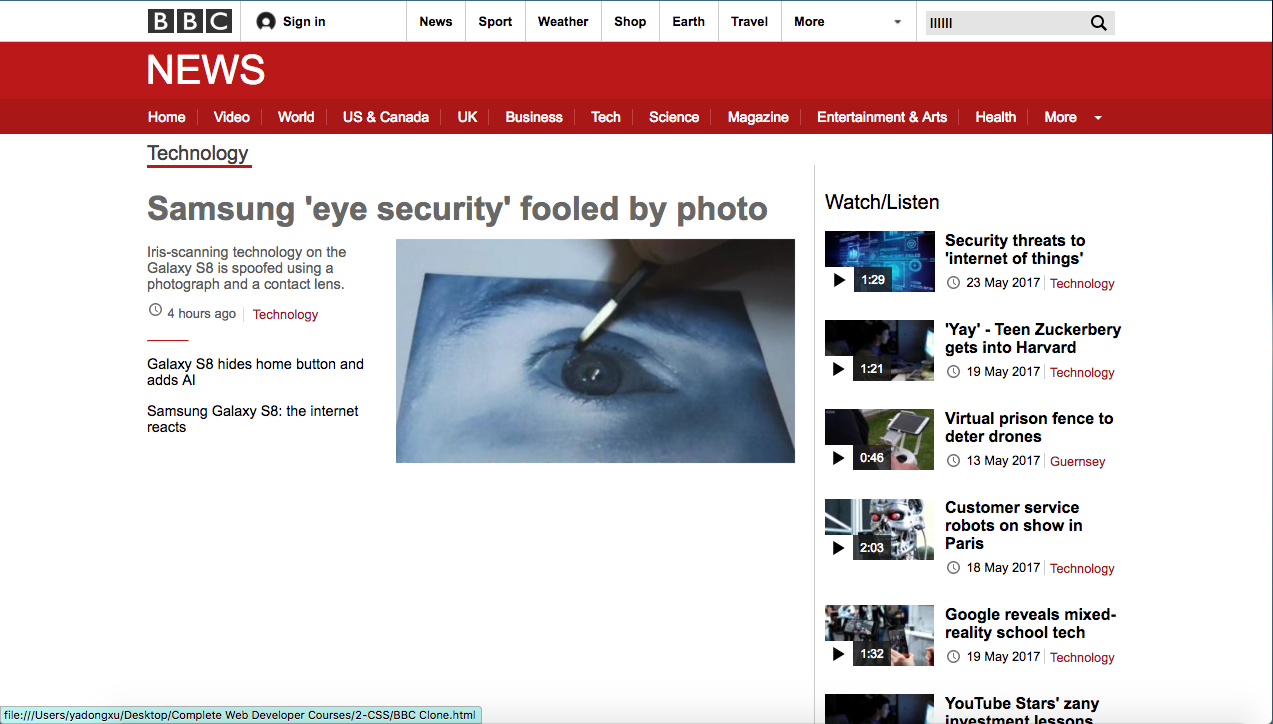 BBC Sign in News Sport Weather Shop Earth Travel More llllll
NEWS
Home Video World US & Canada UK Business Tech Science Magazine Entertainment & Arts Health More
Technology
Samsung 'eye security' fooled by photo
Iris-scanning technology on the
Galaxy S8 is spoofed using a
photograph and a contact lens.
4 hours ago Technology
Galaxy S8 hides home button and
adds AI
Samsung Galaxy S8: the internet
reacts
Watch/Listen
Security threats to
'internet of things'
1:29
23 May 2017 Technology
'Yay' - Teen Zuckerbery
gets into Harvard
1:21
19 May 2017 Technology
Virtual prison fence to
deter drones
0:46
13 May 2017 Guernsey
Customer service
robots on show in
Paris
2:03
18 May 2017 Technology
Google reveals mixed-
reality school tech
1:32
19 May 2017 Technology
YouTube Stars' zany
investment lessons
file:///Users/yadongxu/Desktop/Complete Web Developer Courses/2-CSS/BBC Clone.html